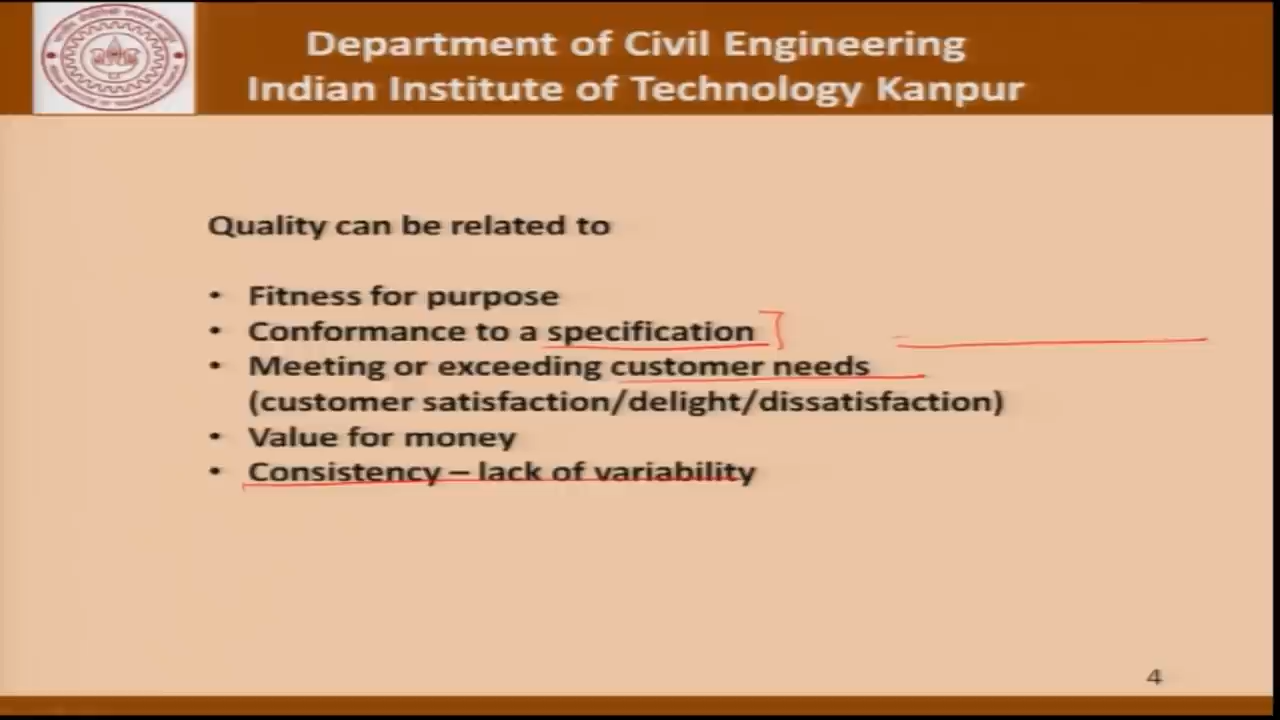 Department of Civil Engineering
Indian Institute of Technology Kanpur
Quality can be related to
• Fitness for purpose
• Conformance to a specification
• Meeting or exceeding customer needs
(customer satisfaction/delight/dissatisfaction)
• Value for money
• Consistency – lack of variability
4